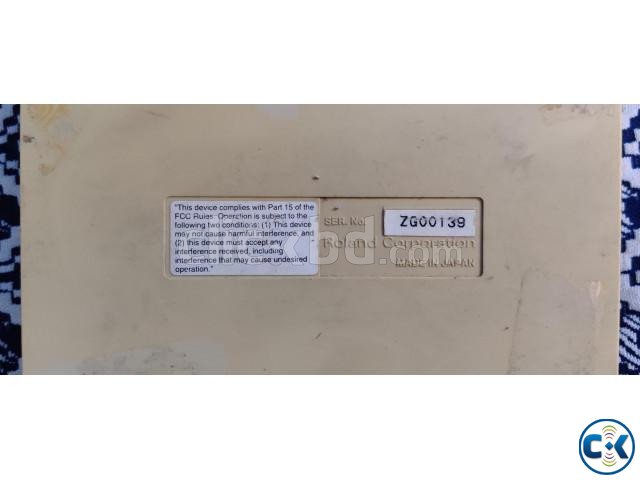 "This device complies with Part 15 of the
FCC Rules. Operation is subject to the
following two conditions: (1) This device
may not cause harmful interference, and
(2) this device must accept any
interference received, including
interference that may cause undesired
operation."
SER. No.
ZG00139
Roland Corporation
MADE IN JAPAN
bd.com
CK